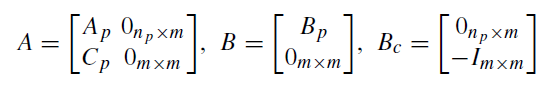 A = [ A_p 0_{n_p×m} ; C_p 0_{m×m} ], B = [ B_p ; 0_{m×m} ], B_c = [ 0_{n_p×m} ; −I_{m×m} ]